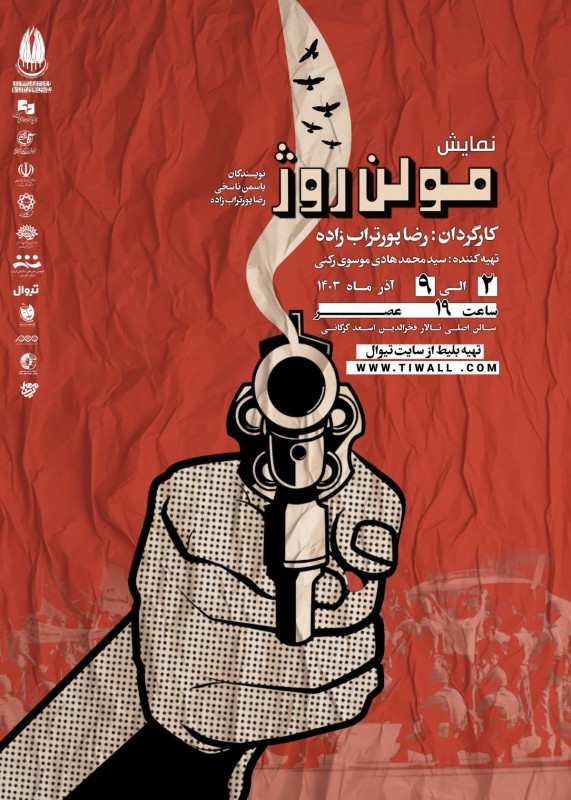 نمایش
مولن روژ
نویسندگان
یاسمن ناسخی
رضا پورتراب زاده
کارگردان : رضا پورتراب زاده
تهیه کننده : سید محمد هادی موسوی رکنی
۲ الی ۹ آذر ماه ۱۴۰۳
ساعت ۱۹ عصر
سالن اصلی تالار فخرالدین اسعد گرگانی
تهیه بلیط از سایت تیوال
WWW.TIWALL .COM
تیوال